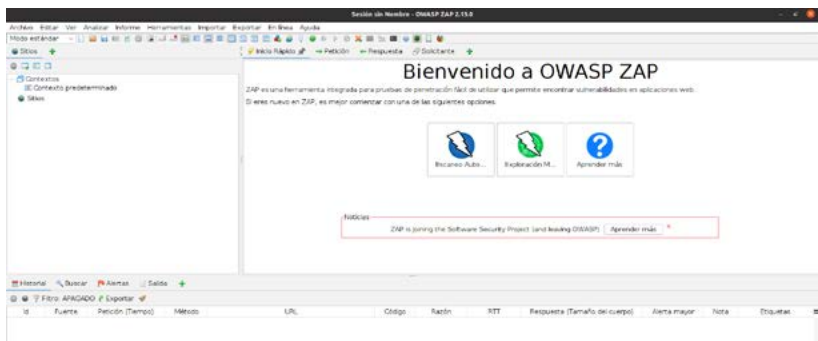 Sesión sin Nombre - OWASP ZAP 2.15.0
Archivo Editar Ver Analizar Informe Herramientas Importar Exportar En línea Ayuda
Modo estándar
Sitios
Inicio Rápido Petición Respuesta Solicitante
Contextos
Contexto predeterminado
Sitios
Bienvenido a OWASP ZAP
ZAP es una herramienta integrada para pruebas de penetración fácil de utilizar que permite encontrar vulnerabilidades en aplicaciones web.
Si eres nuevo en ZAP, es mejor comenzar con una de las siguientes opciones.
Escaneo Auto... Exploración M... Aprender más
Noticias
ZAP is joining the Software Security Project (and leaving OWASP) Aprender más
Historial Buscar Alertas Salida
Filtro: APAGADO Exportar
Id Fuente Petición (Tiempo) Método URL Código Razón RTT Respuesta (Tamaño del cuerpo) Alerta mayor Nota Etiquetas